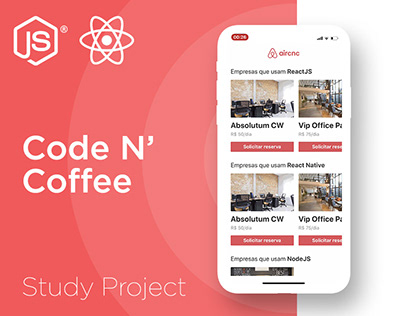 JS®
Code N'
Coffee
Study Project
00:26
aircnc
Empresas que usam ReactJS
Absolutum CW
Vip Office Pa
R$ 50/dia
R$ 75/dia
Solicitar reserva
Solicitar reserv
Empresas que usam React Native
Absolutum CW
Vip Office Pa
R$ 50/dia
R$ 75/dia
Solicitar reserva
Solicitar reserv
Empresas que usam NodeJS